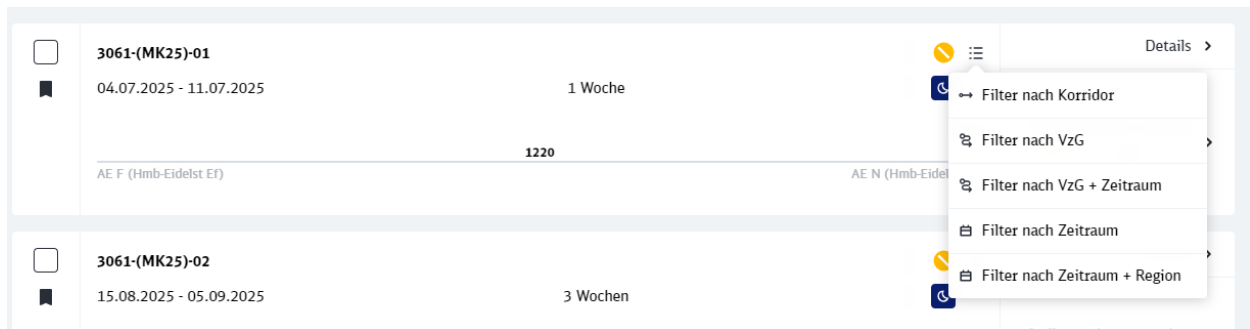 3061-(MK25)-01
Details
04.07.2025 - 11.07.2025
1 Woche
Filter nach Korridor
Filter nach VzG
1220
AE F (Hmb-Eidelst Ef)
AE N (Hmb-Eidel
Filter nach VzG + Zeitraum
Filter nach Zeitraum
3061-(MK25)-02
Filter nach Zeitraum + Region
15.08.2025 - 05.09.2025
3 Wochen